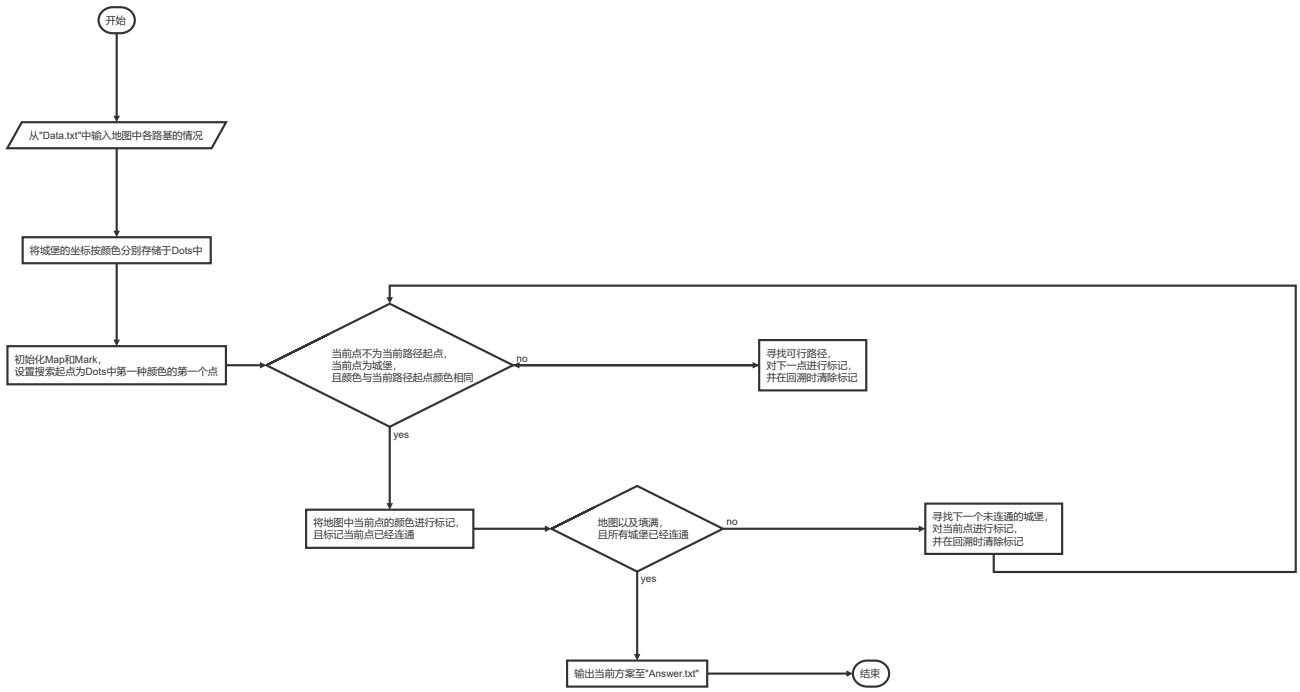 开始
从"Data.txt"中输入地图中各路基的情况
将城堡的坐标按颜色分别存储于Dots中
初始化Map和Mark,
设置搜索起点为Dots中第一种颜色的第一个点
当前点不为当前路径起点,
当前点为城堡,
且颜色与当前路径起点颜色相同
no
寻找可行路径,
对下一点进行标记,
并在回溯时清除标记
yes
将地图中当前点的颜色进行标记,
且标记当前点已经连通
地图以及填满,
且所有城堡已经连通
no
寻找下一个未连通的城堡,
对当前点进行标记,
并在回溯时清除标记
yes
输出当前方案至"Answer.txt"
结束